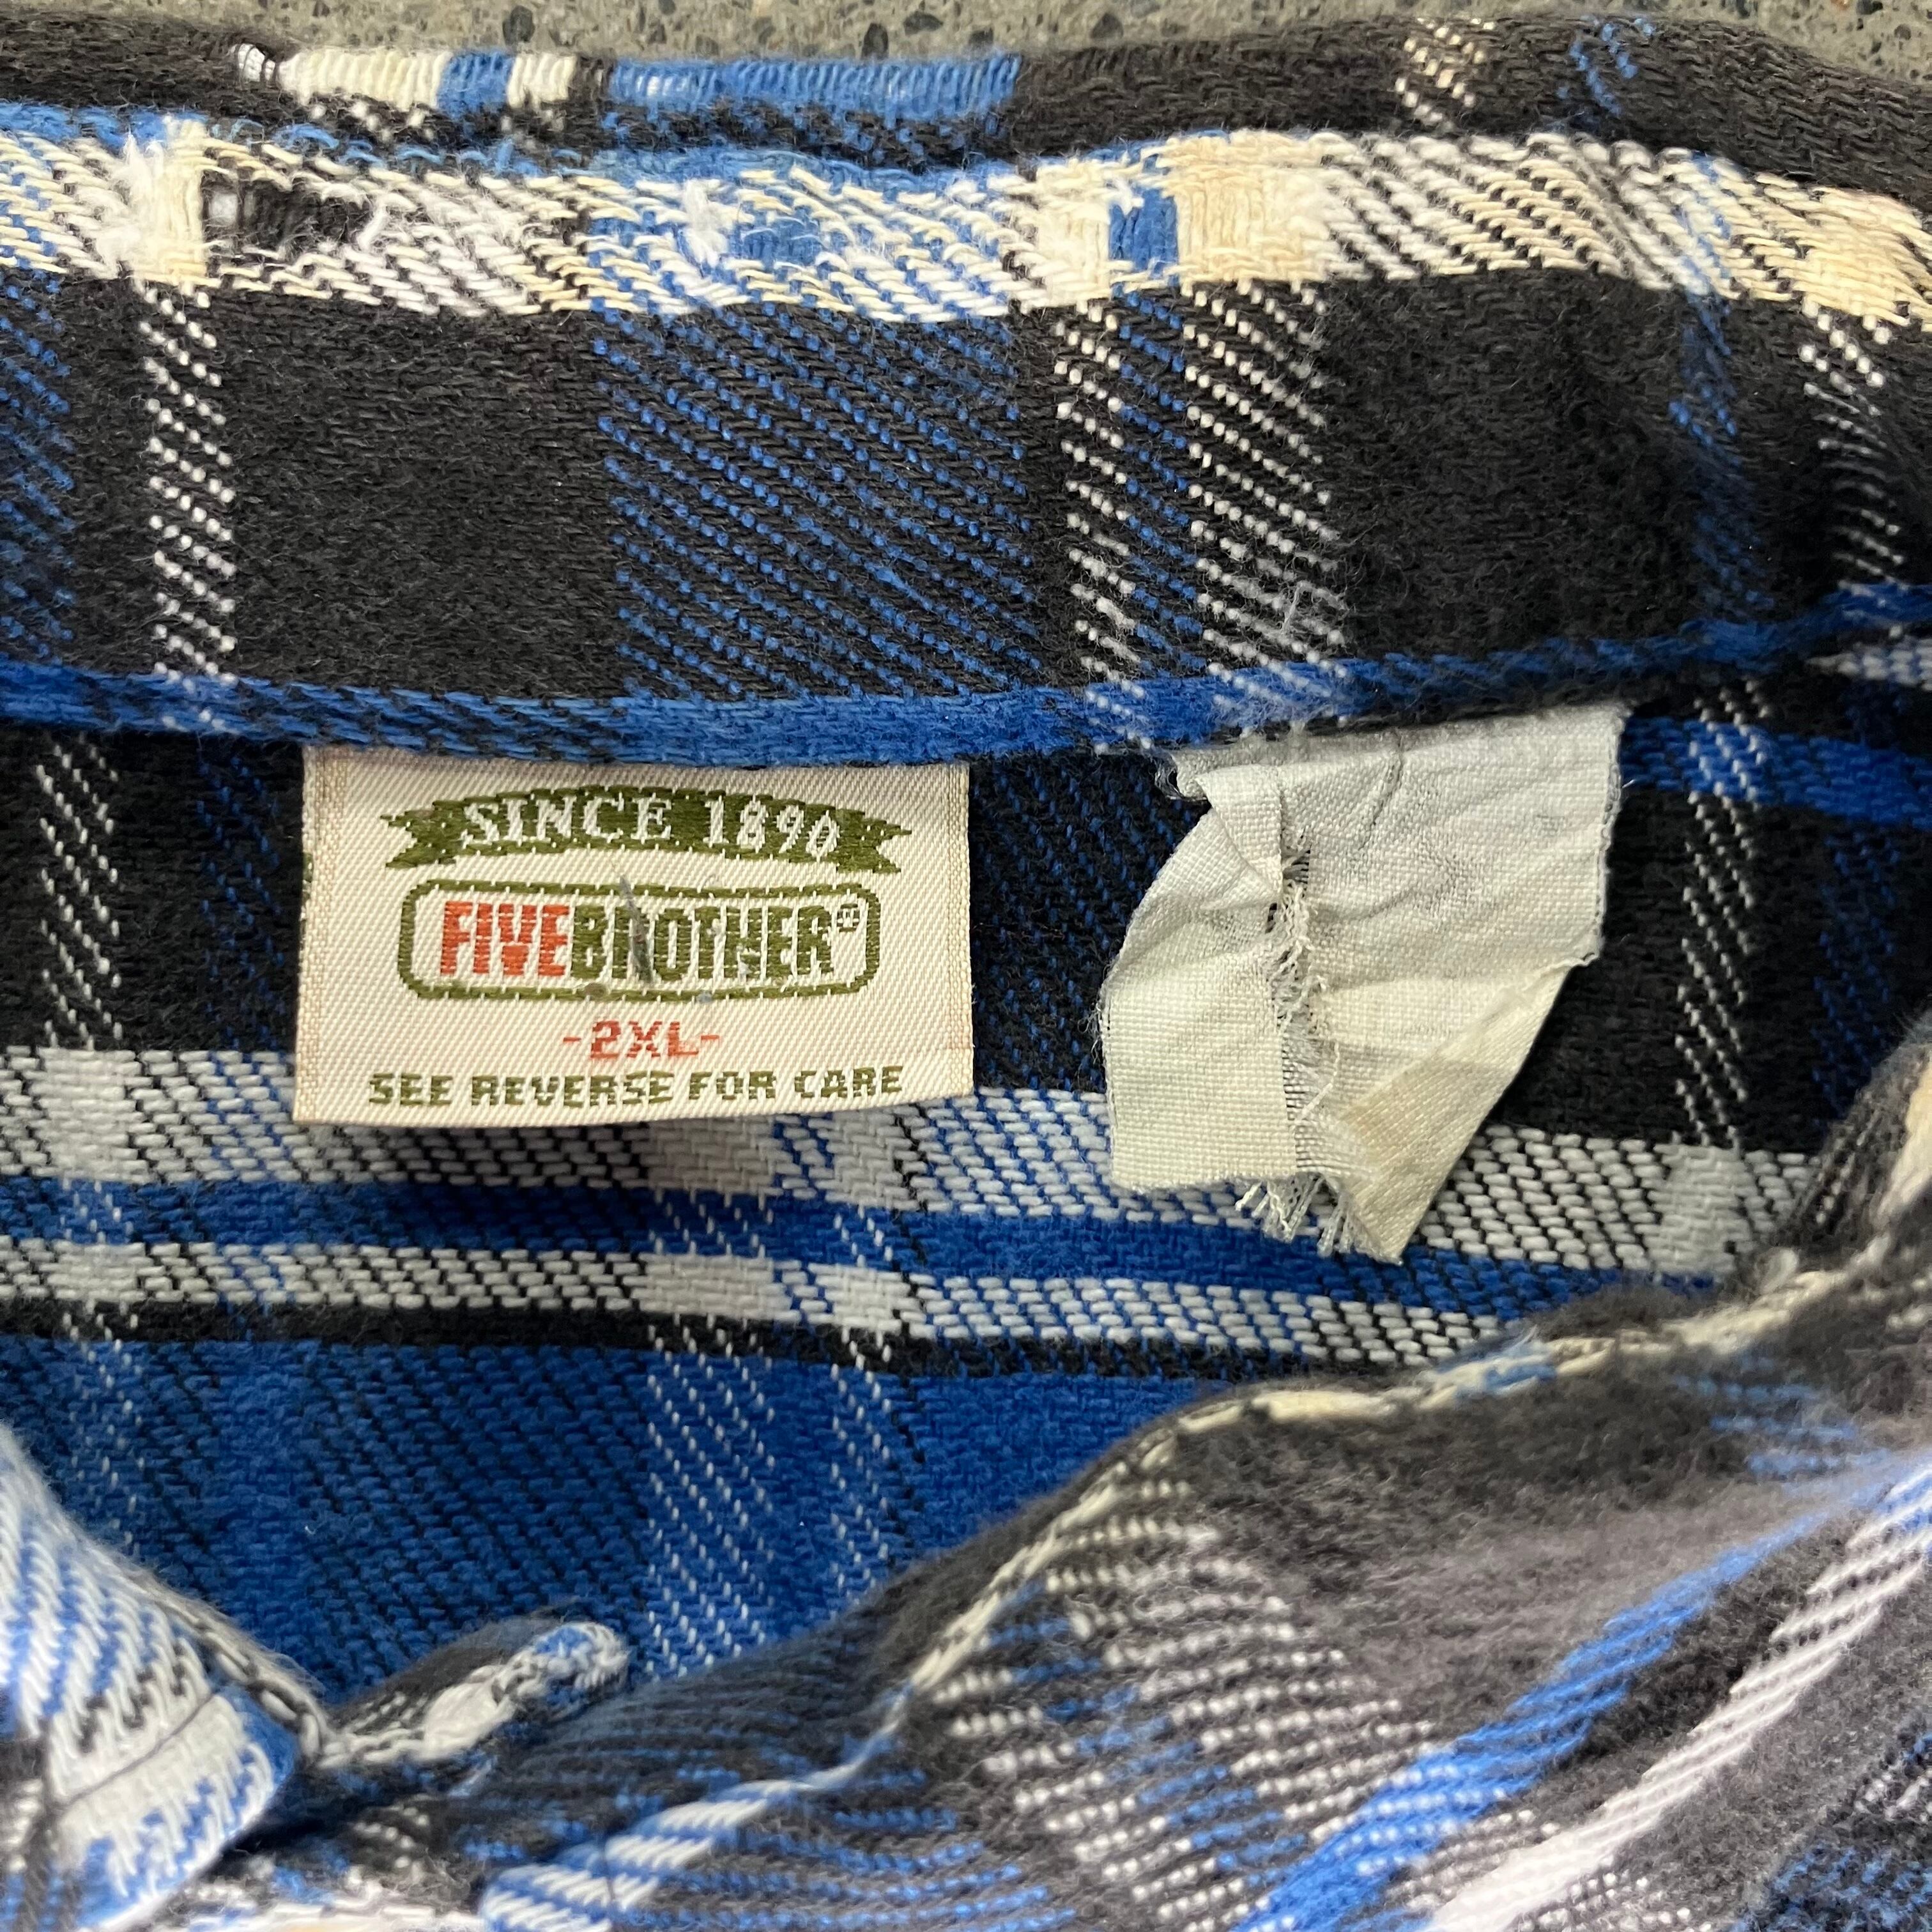 SINCE 1890
FIVEBROTHER®
-2XL-
SEE REVERSE FOR CARE